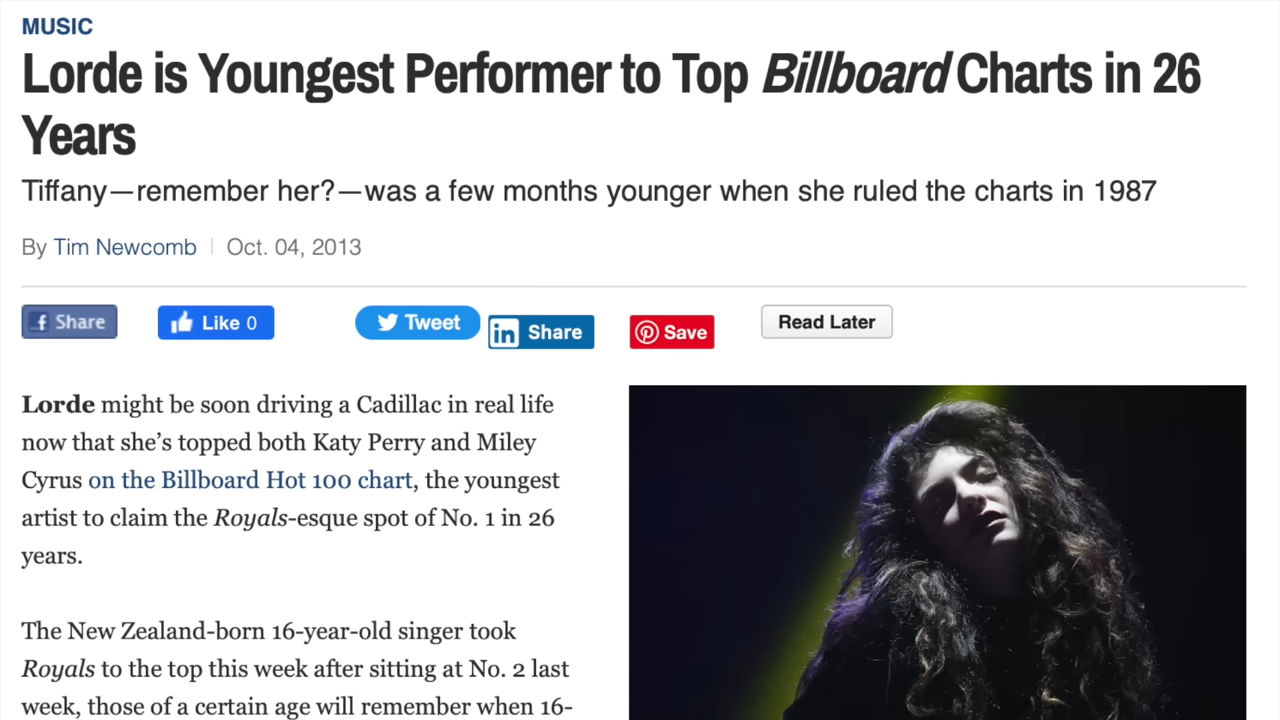 MUSIC
Lorde is Youngest Performer to Top Billboard Charts in 26
Years
Tiffany—remember her?—was a few months younger when she ruled the charts in 1987
By Tim Newcomb | Oct. 04, 2013
f Share Like 0 Tweet in Share Save Read Later
Lorde might be soon driving a Cadillac in real life
now that she’s topped both Katy Perry and Miley
Cyrus on the Billboard Hot 100 chart, the youngest
artist to claim the Royals-esque spot of No. 1 in 26
years.
The New Zealand-born 16-year-old singer took
Royals to the top this week after sitting at No. 2 last
week, those of a certain age will remember when 16-